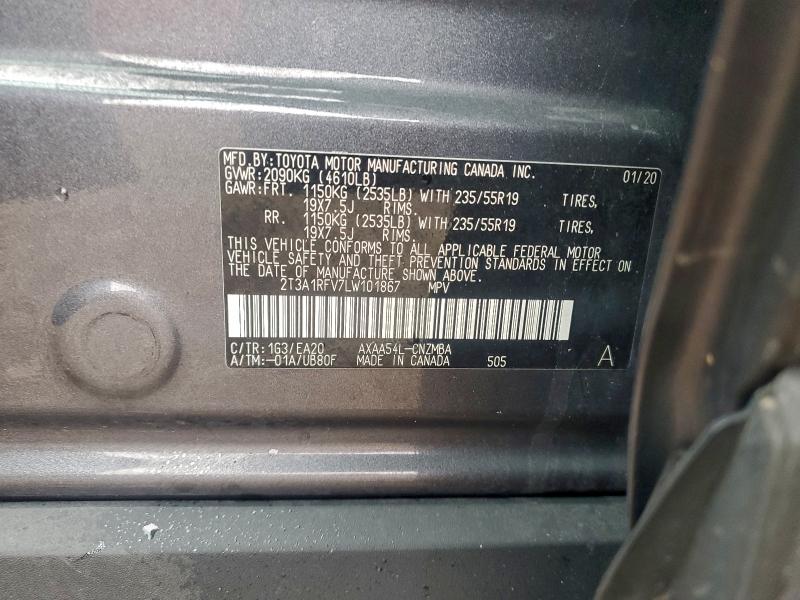 MFD.BY:TOYOTA MOTOR MANUFACTURING CANADA INC. 01/20
GVWR:2090KG (4610LB)
GAWR:FRT. 1150KG (2535LB) WITH 235/55R19 TIRES,
19X7.5J RIMS.
RR. 1150KG (2535LB) WITH 235/55R19 TIRES,
19X7.5J RIMS.
THIS VEHICLE CONFORMS TO ALL APPLICABLE FEDERAL MOTOR
VEHICLE SAFETY AND THEFT PREVENTION STANDARDS IN EFFECT ON
THE DATE OF MANUFACTURE SHOWN ABOVE.
2T3A1RFV7LW101867 MPV
C/TR:1G3/EA20 AXAA54L-CNZMBA
A/TM:-01A/UB80F MADE IN CANADA 505 A